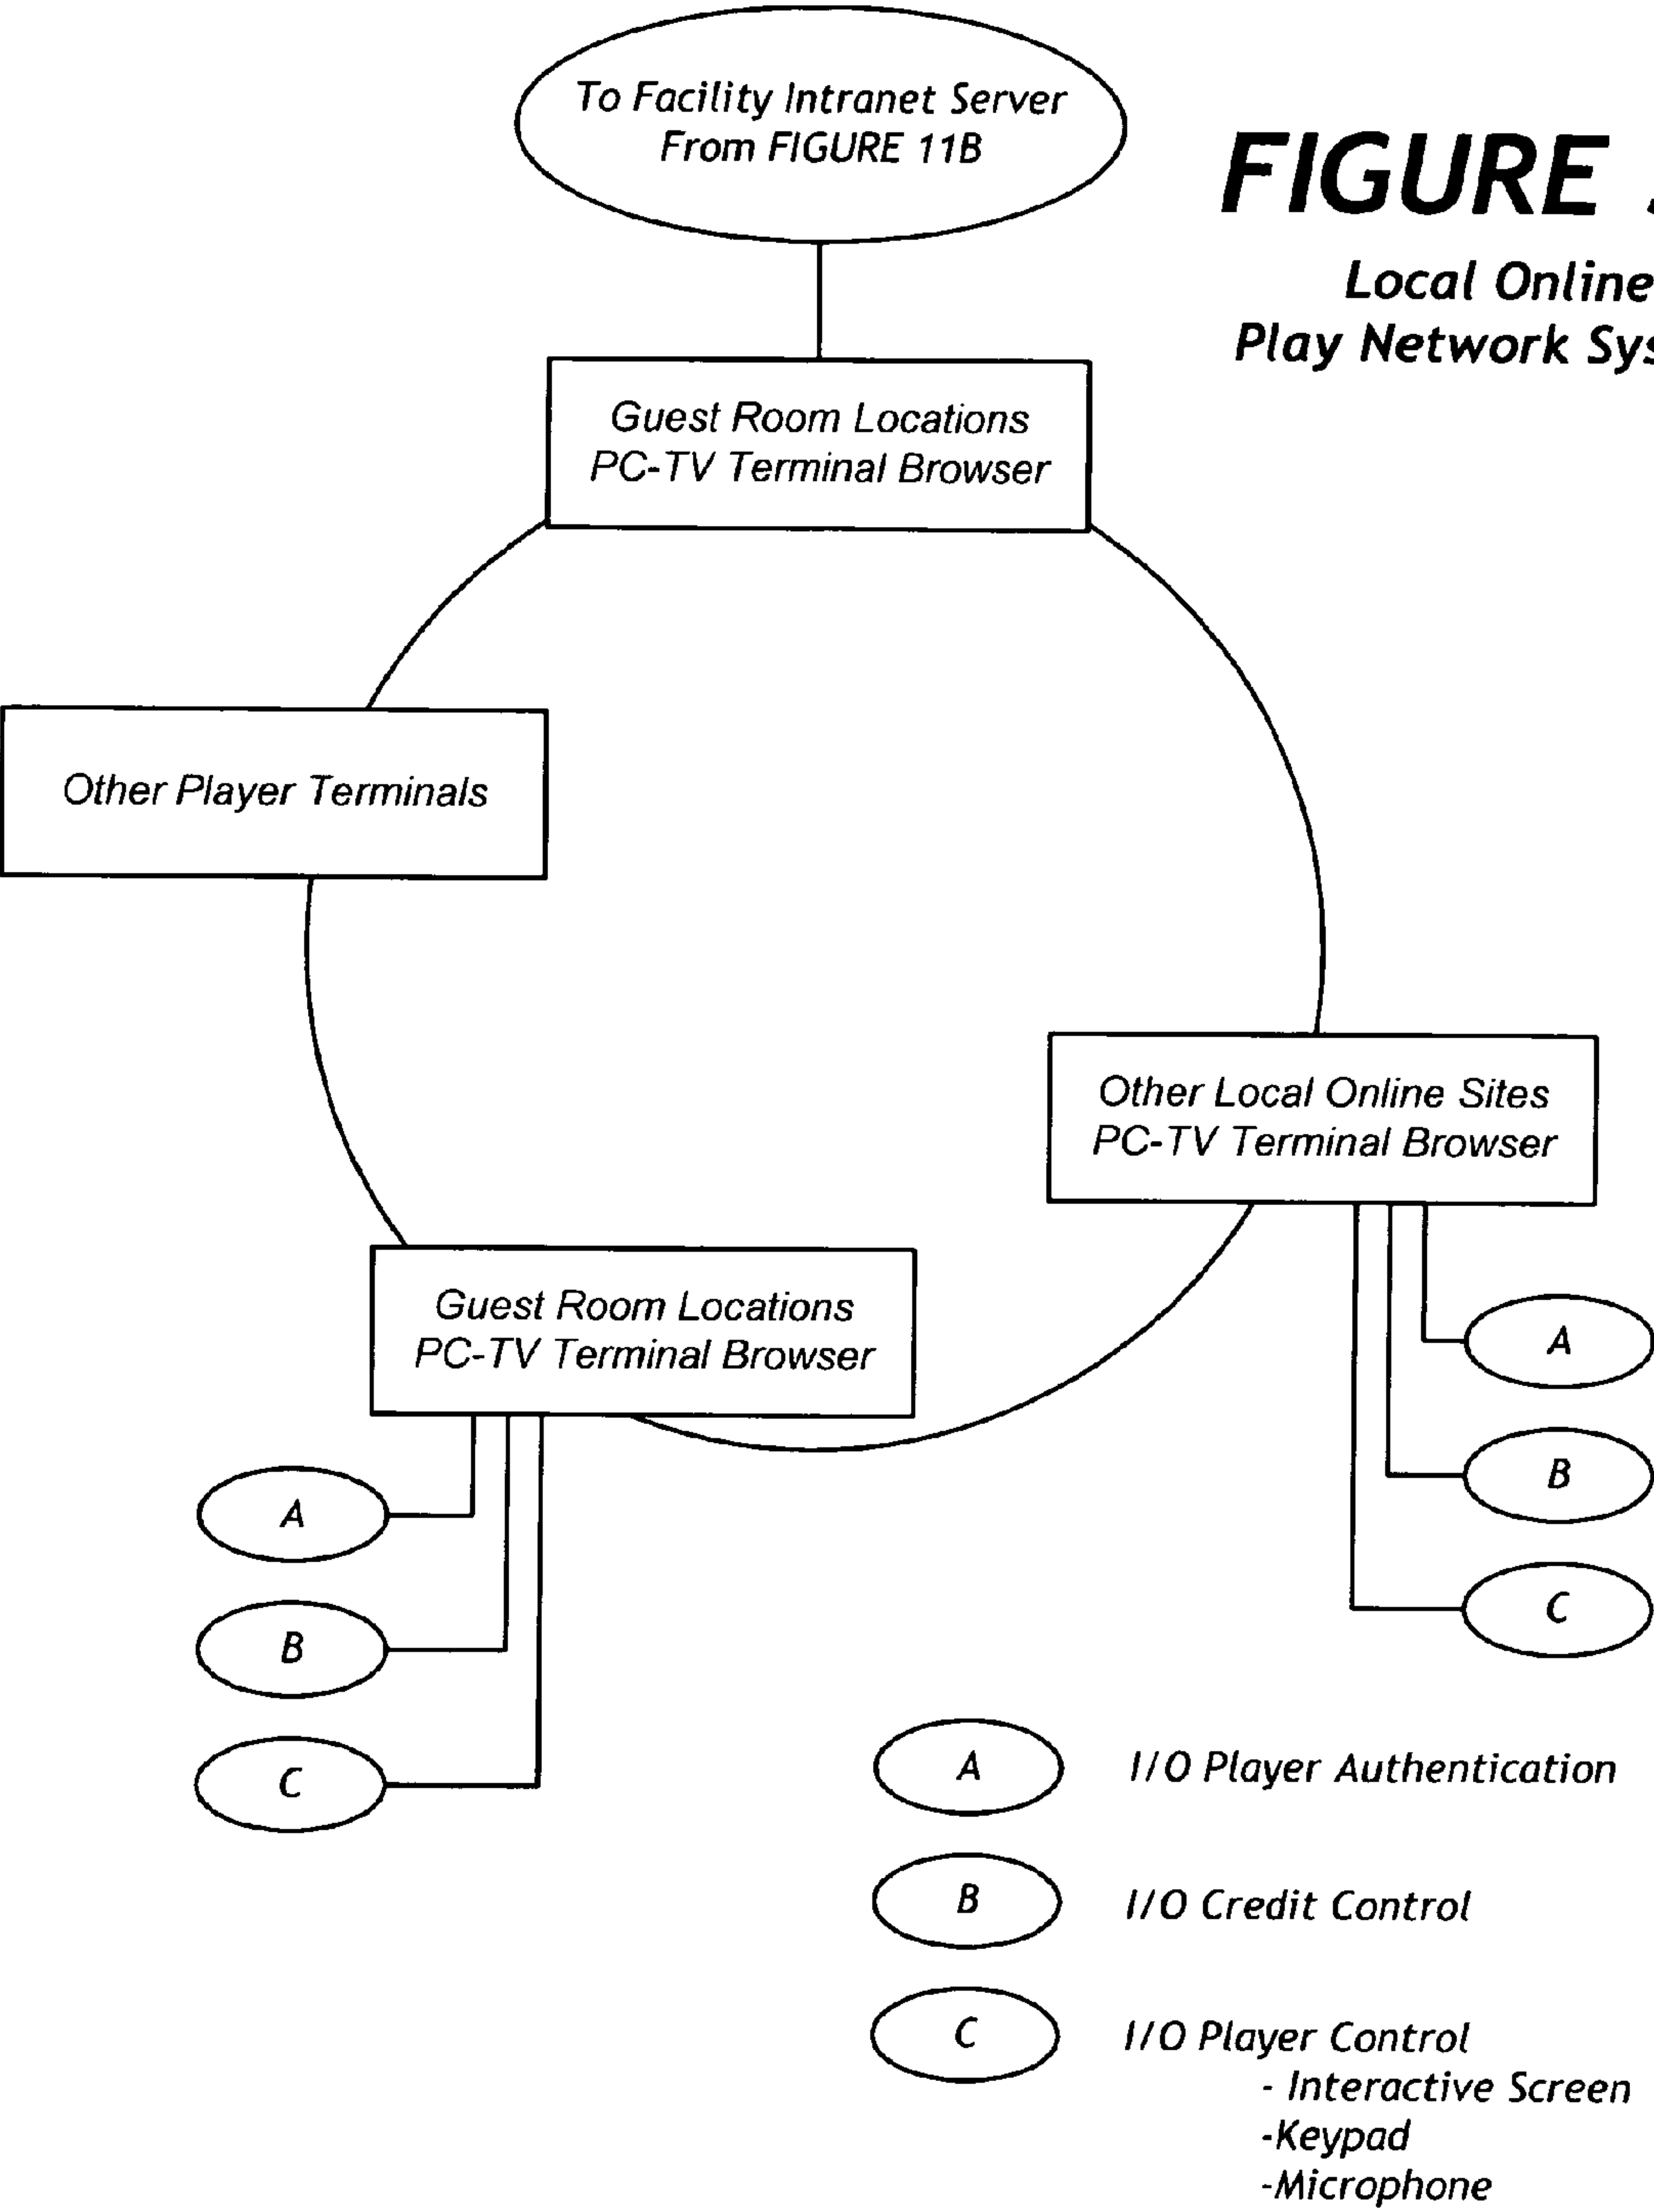 To Facility Intranet Server
From FIGURE 11B
FIGURE
Local Online
Play Network
Guest Room Locations
PC-TV Terminal Browser
Other Player Terminals
Other Local Online Sites
PC-TV Terminal Browser
Guest Room Locations
PC-TV Terminal Browser
A
B
C
A
B
C
A I/O Player Authentication
B I/O Credit Control
C I/O Player Control
- Interactive Screen
-Keypad
-Microphone